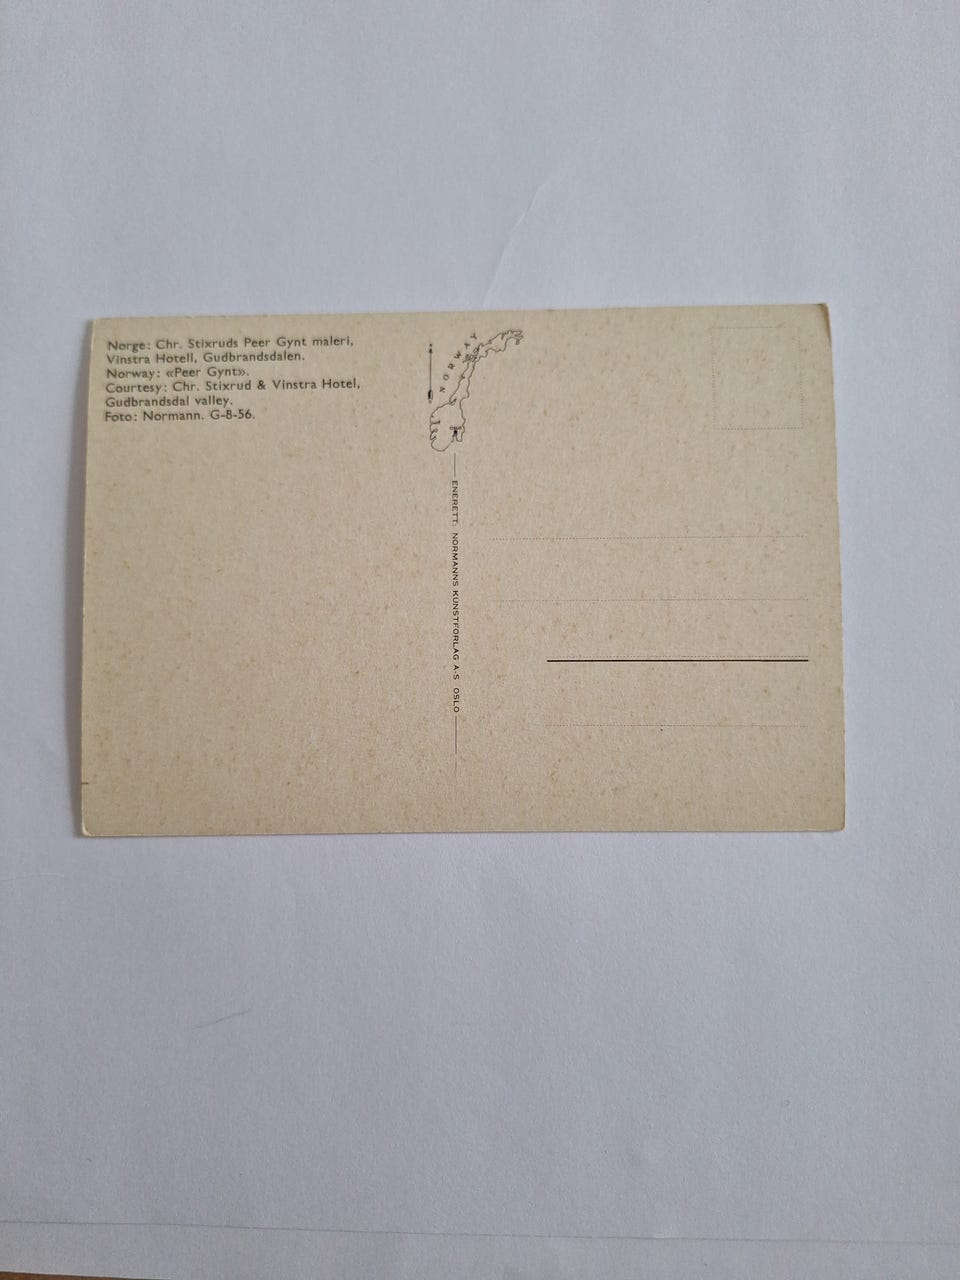 Norge: Chr. Stixruds Peer Gynt maleri,
Vinstra Hotell, Gudbrandsdalen.
Norway: «Peer Gynt».
Courtesy: Chr. Stixrud & Vinstra Hotel,
Gudbrandsdal valley.
Foto: Normann. G-8-56.
NORWAY
OSLO
ENERETT: NORMANNS KUNSTFORLAG A-S OSLO